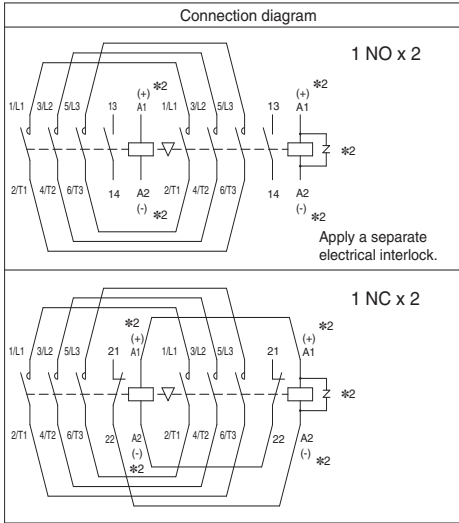 Connection diagram
1 NO x 2
✻2 ✻2
(+) (+)
1/L1 3/L2 5/L3 13 A1 1/L1 3/L2 5/L3 13 A1
Z ✻2
2/T1 4/T2 6/T3 14 A2 2/T1 4/T2 6/T3 14 A2
(-) (-)
✻2 ✻2
Apply a separate
electrical interlock.
1 NC x 2
✻2 ✻2
(+) (+)
1/L1 3/L2 5/L3 21 A1 1/L1 3/L2 5/L3 21 A1
Z ✻2
2/T1 4/T2 6/T3 22 A2 2/T1 4/T2 6/T3 22 A2
(-) (-)
✻2 ✻2